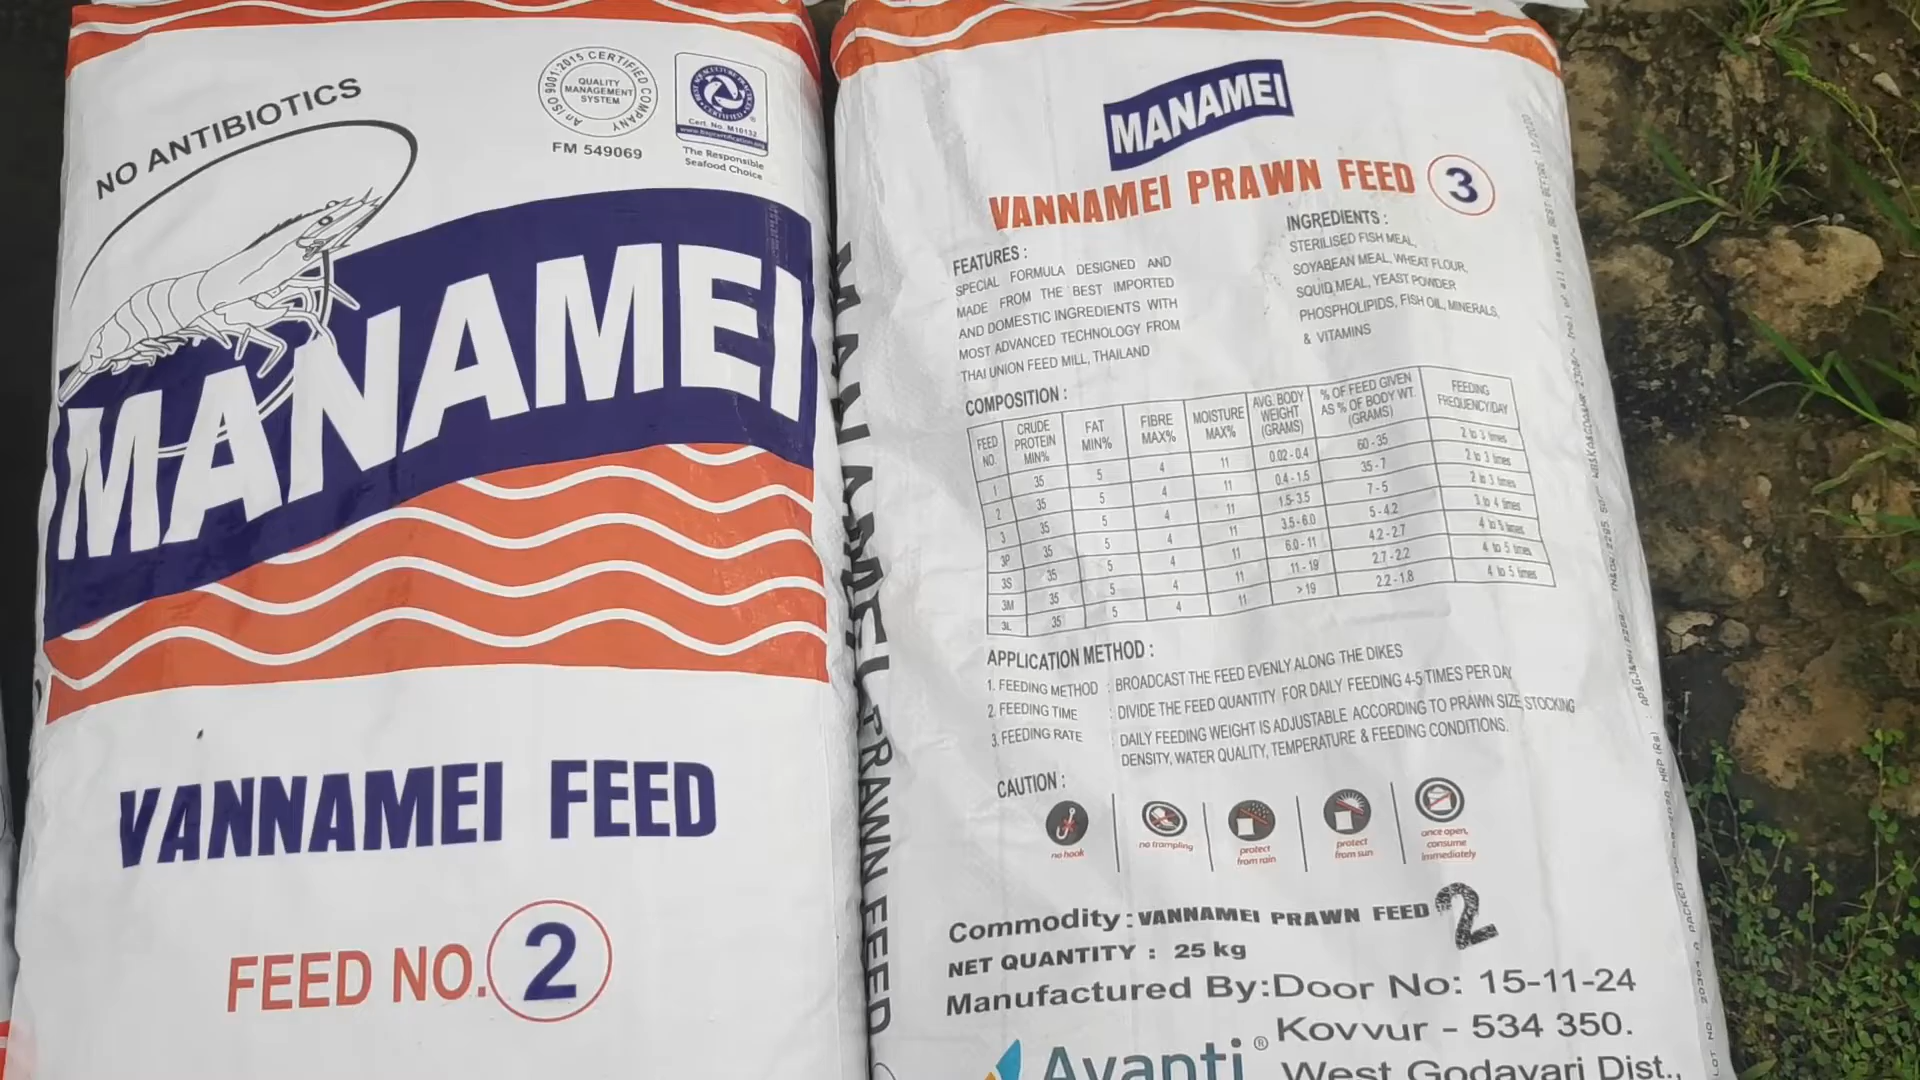 NO ANTIBIOTICS
An ISO 9001:2015 CERTIFIED COMPANY
QUALITY
MANAGEMENT
SYSTEM
FM 549069
CERTIFIED
Cert. No. M10132
The Responsible
Seafood Choice
MANAMEI
VANNAMEI FEED
FEED NO. 2
MANAMEI PRAWN FEED
MANAMEI
VANNAMEI PRAWN FEED 3
FEATURES :
SPECIAL FORMULA DESIGNED AND
MADE FROM THE BEST IMPORTED
AND DOMESTIC INGREDIENTS WITH
MOST ADVANCED TECHNOLOGY FROM
THAI UNION FEED MILL, THAILAND
INGREDIENTS :
STERILISED FISH MEAL,
SOYABEAN MEAL, WHEAT FLOUR,
SQUID MEAL, YEAST POWDER
PHOSPHOLIPIDS, FISH OIL, MINERALS,
& VITAMINS
COMPOSITION :
FEED NO. CRUDE PROTEIN MIN% FAT MIN% FIBRE MAX% MOISTURE MAX% AVG. BODY WEIGHT (GRAMS) % OF FEED GIVEN AS % OF BODY WT. (GRAMS) FEEDING FREQUENCY/DAY
1 35 5 4 11 0.02 - 0.4 60 - 35 2 to 3 times
2 35 5 4 11 0.4 - 1.5 35 - 7 2 to 3 times
3 35 5 4 11 1.5- 3.5 7 - 5 2 to 3 times
3P 35 5 4 11 3.5 - 6.0 5 - 4.2 3 to 4 times
3S 35 5 4 11 6.0 - 11 4.2 - 2.7 4 to 5 times
3M 35 5 4 11 11 - 19 2.7 - 2.2 4 to 5 times
3L 35 5 4 11 > 19 2.2 - 1.8 4 to 5 times
APPLICATION METHOD :
1. FEEDING METHOD : BROADCAST THE FEED EVENLY ALONG THE DIKES
2. FEEDING TIME : DIVIDE THE FEED QUANTITY FOR DAILY FEEDING 4-5 TIMES PER DAY
3. FEEDING RATE : DAILY FEEDING WEIGHT IS ADJUSTABLE ACCORDING TO PRAWN SIZE, STOCKING
DENSITY, WATER QUALITY, TEMPERATURE & FEEDING CONDITIONS.
CAUTION :
no hook
no trampling
protect
from rain
protect
from sun
once open,
consume
immediately
Commodity : VANNAMEI PRAWN FEED 2
NET QUANTITY : 25 kg
Manufactured By: Door No: 15-11-24
Avanti ® Kovvur - 534 350.
West Godavari Dist.,